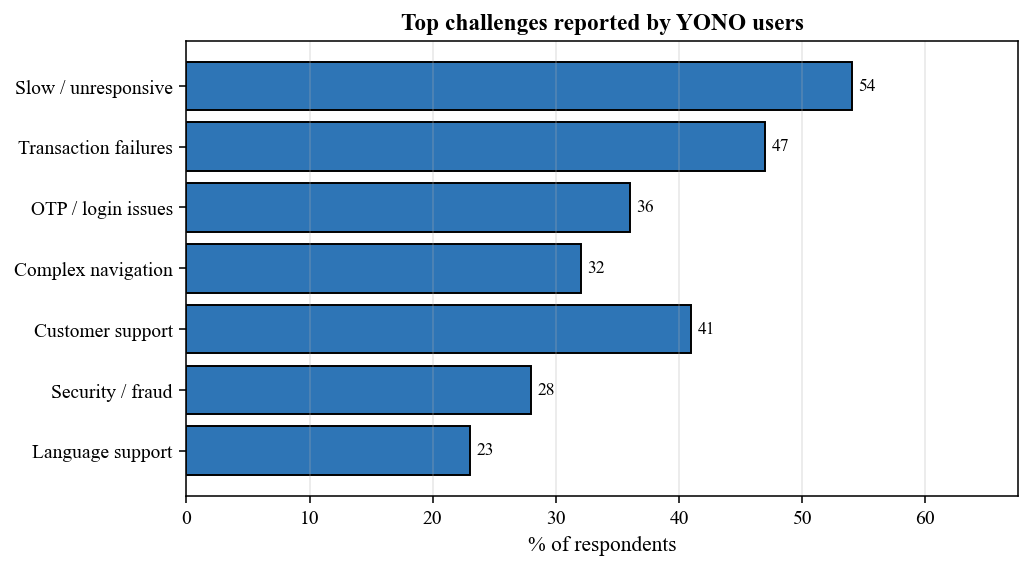 Top challenges reported by YONO users
Slow / unresponsive 54
Transaction failures 47
OTP / login issues 36
Complex navigation 32
Customer support 41
Security / fraud 28
Language support 23
0 10 20 30 40 50 60
% of respondents